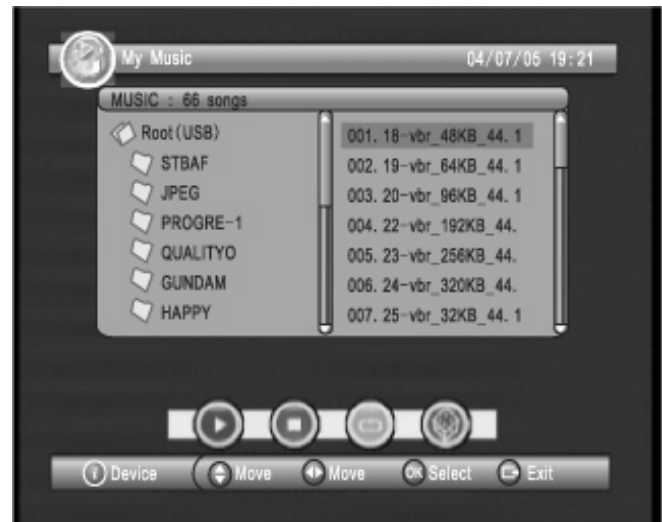 My Music 04/07/05 19:21
MUSIC : 66 songs
Root(USB)
STBAF
JPEG
PROGRE-1
QUALITYO
GUNDAM
HAPPY
001. 18-vbr_48KB_44. 1
002. 19-vbr_64KB_44. 1
003. 20-vbr_96KB_44. 1
004. 22-vbr_192KB_44.
005. 23-vbr_256KB_44.
006. 24-vbr_320KB_44.
007. 25-vbr_32KB_44. 1
i Device Move Move OK Select Exit